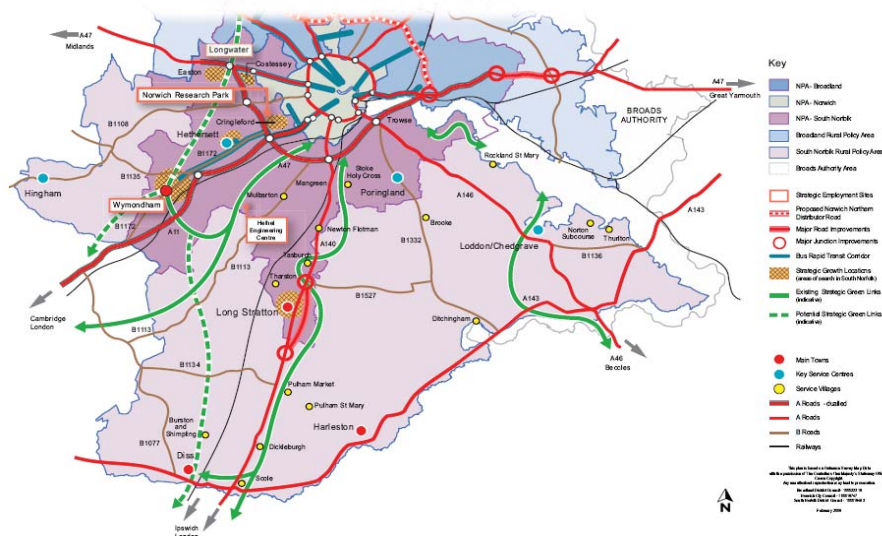 A47
Midlands
Longwater
Costessey
Easton
Norwich Research Park
Cringleford
Hethersett
B1108
B1172
B1135
Hingham
Wymondham
B1172
A11
A47
Mulbarton
Mangreen
Stoke
Holy Cross
Trowse
Poringland
Hethel
Engineering
Centre
Newton Flotman
A140
Tasburgh
Tharston
Long Stratton
B1113
B1113
Cambridge
London
B1134
B1077
Burston
and
Shimpling
Diss
Scole
Dickleburgh
Pulham Market
Pulham St Mary
Harleston
Ipswich
London
B1527
B1332
Brooke
A146
Rockland St Mary
Loddon/Chedgrave
Norton
Subcourse
Thurlton
B1136
A143
A143
Ditchingham
A46
Beccles
BROADS
AUTHORITY
A47
Great Yarmouth
N
Key
NPA - Broadland
NPA - Norwich
NPA - South Norfolk
Broadland Rural Policy Area
South Norfolk Rural Policy Area
Broads Authority Area
Strategic Employment Sites
Proposed Norwich Northern
Distributor Road
Major Road Improvements
Major Junction Improvements
Bus Rapid Transit Corridor
Strategic Growth Locations
(areas of search in South Norfolk)
Existing Strategic Green Links
(indicative)
Potential Strategic Green Links
(indicative)
Main Towns
Key Service Centres
Service Villages
A Roads - dualled
A Roads
B Roads
Railways